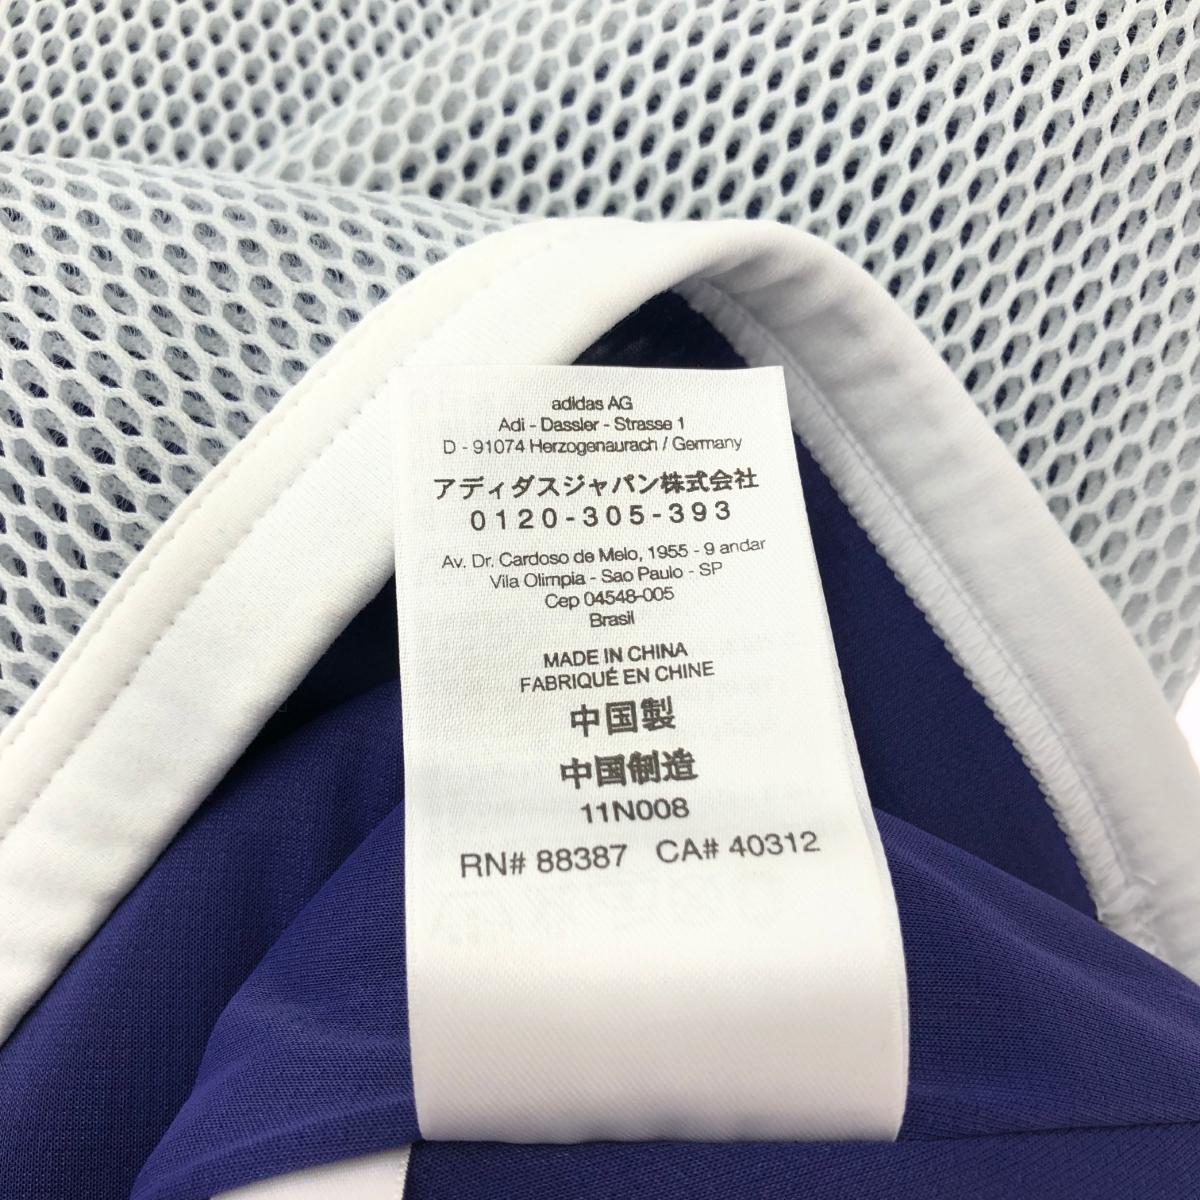 adidas AG
Adi - Dassler - Strasse 1
D - 91074 Herzogenaurach / Germany
アディダスジャパン株式会社
0120-305-393
Av. Dr. Cardoso de Melo, 1955 - 9 andar
Vila Olimpia - Sao Paulo - SP
Cep 04548-005
Brasil
MADE IN CHINA
FABRIQUÉ EN CHINE
中国製
中国制造
11N008
RN# 88387 CA# 40312